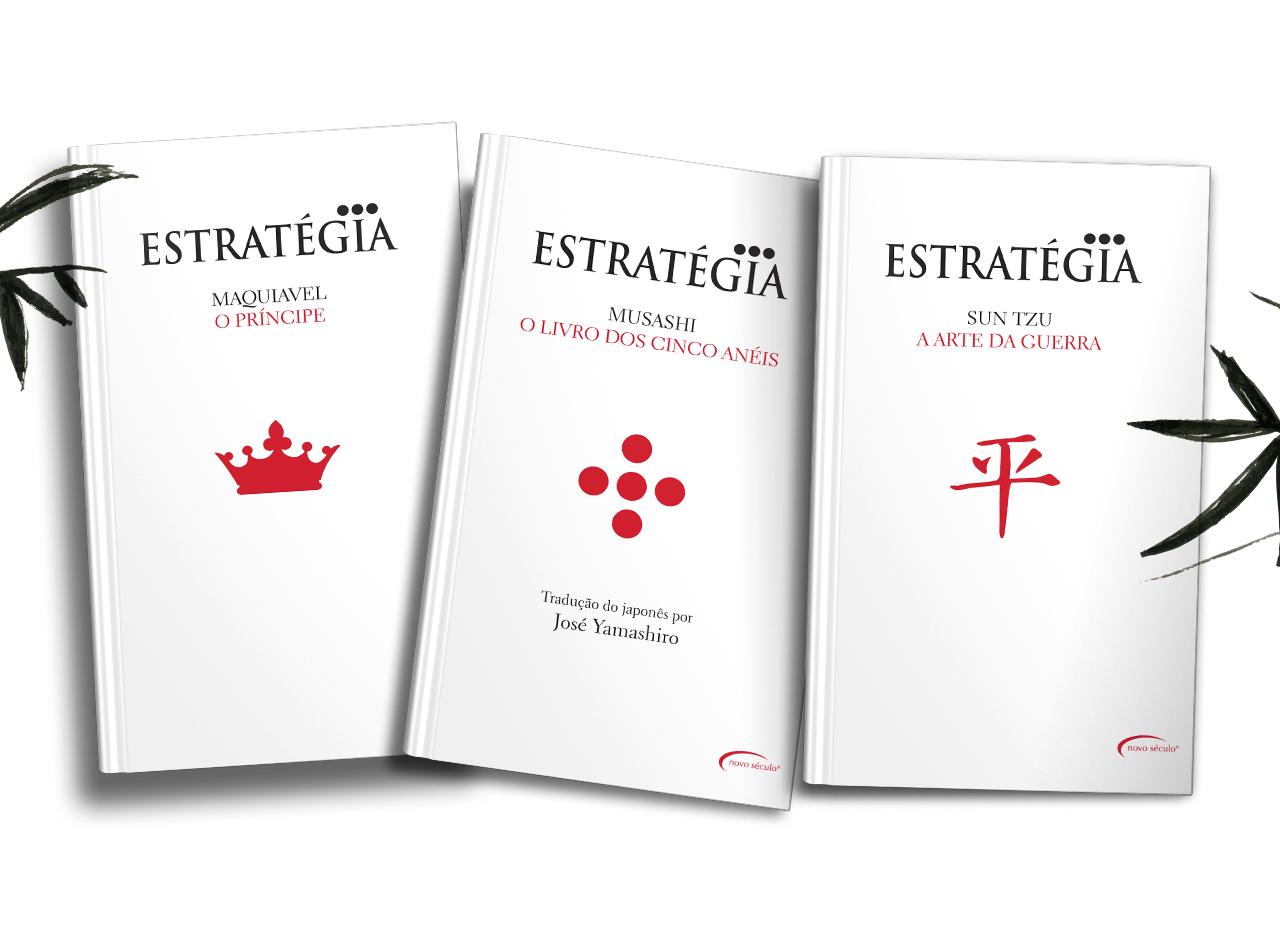 ESTRATÉGIA
MAQUIAVEL
O PRÍNCIPE
ESTRATÉGIA
MUSASHI
O LIVRO DOS CINCO ANÉIS
Tradução do japonês por
José Yamashiro
novo século®
ESTRATÉGIA
SUN TZU
A ARTE DA GUERRA
平
novo século®